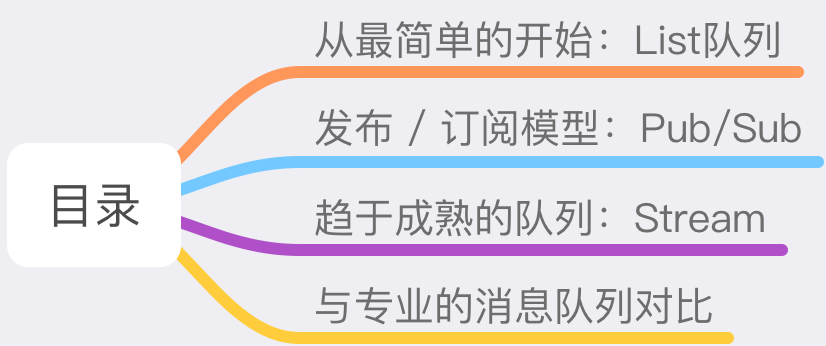 从最简单的开始：List队列
发布 / 订阅模型：Pub/Sub
目录
趋于成熟的队列：Stream
与专业的消息队列对比